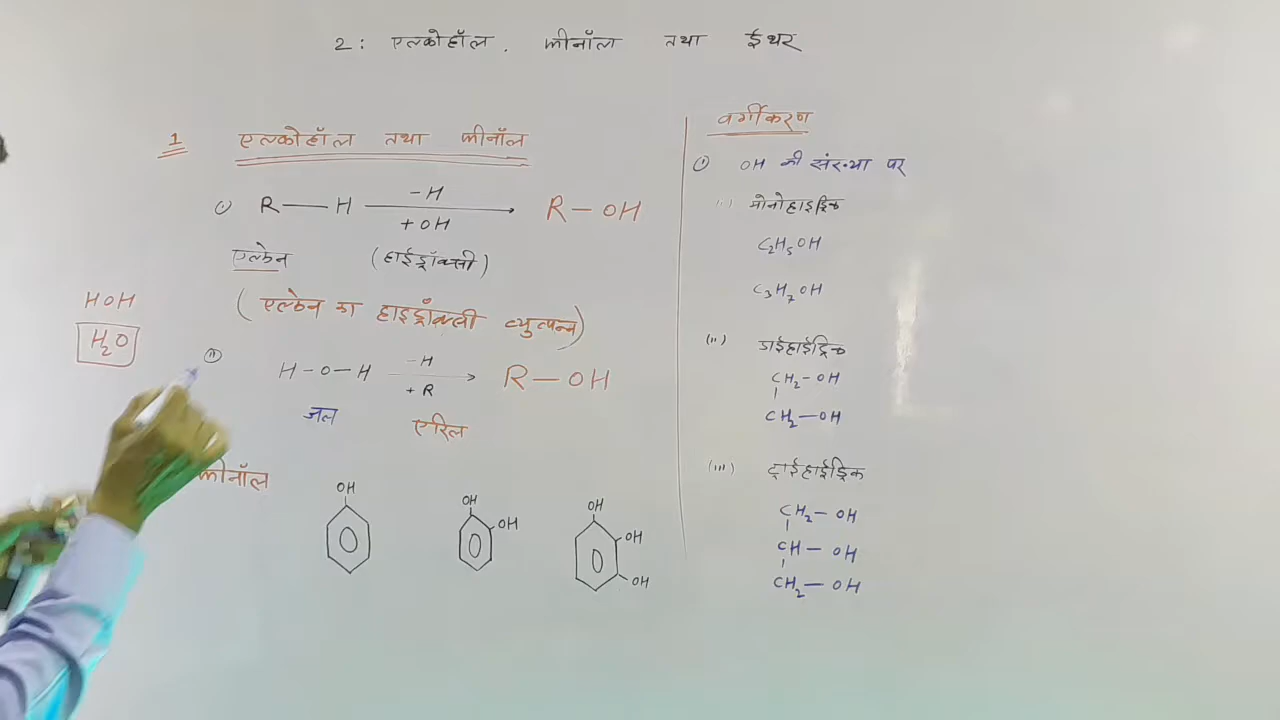 2: एल्कोहॉल, फीनॉल तथा ईथर
1 एल्कोहॉल तथा फीनॉल
(i) R — H —H +OH R — OH
एल्केन (हाईड्रॉक्सी)
(एल्केन का हाइड्रॉक्सी व्युत्पन्न)
HOH
H2O
(ii) H - O - H —H + R R — OH
जल एरिल
फीनॉल
OH
OH OH
OH OH OH
वर्गीकरण
(i) OH की संख्या पर
(i) मोनोहाइड्रिक
C2H5OH
C3H7OH
(ii) डाईहाईड्रिक
CH2 - OH
CH2 — OH
(iii) ट्राईहाईड्रिक
CH2 — OH
CH — OH
CH2 — OH